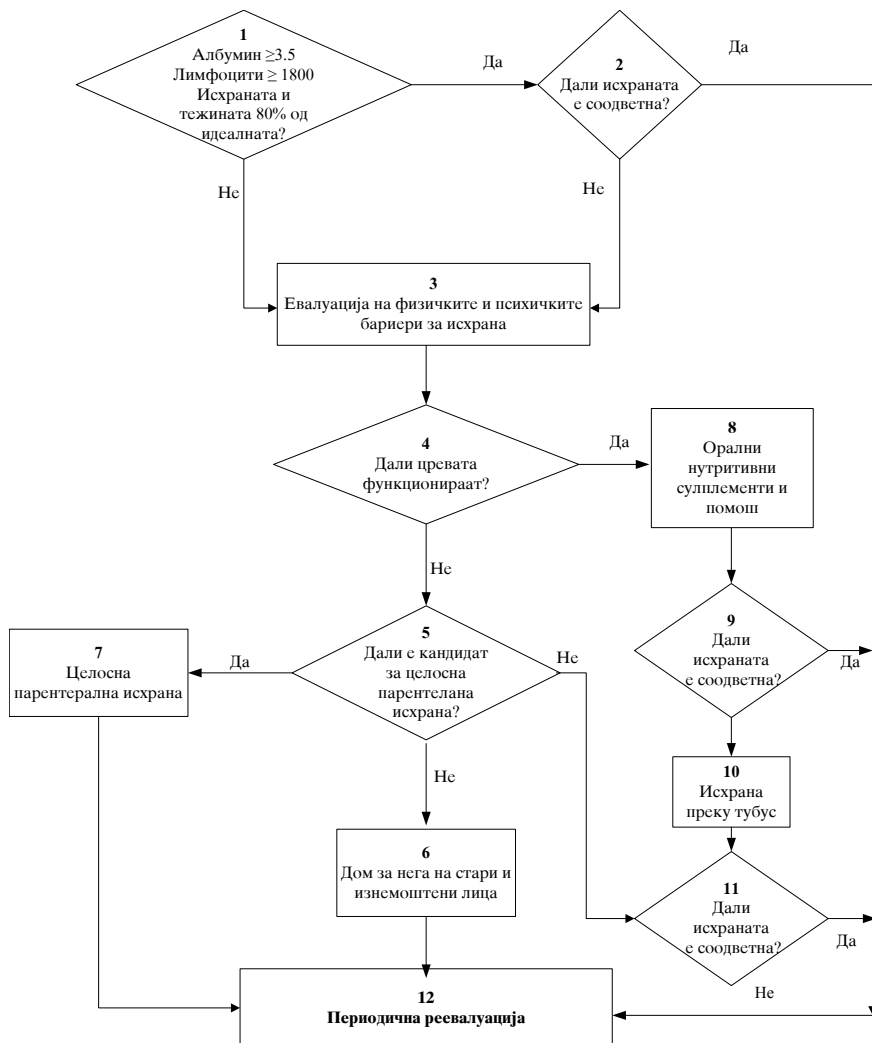 1
Албумин ≥3.5
Лимфоцити ≥ 1800
Исхраната и
тежината 80% од
идеалната?
Да
2
Дали исхраната
е соодветна?
Да
Не
Не
3
Евалуација на физичките и психичките
бариери за исхрана
4
Дали цревата
функционираат?
Да
8
Орални
нутритивни
сулплементи и
помош
Не
5
Дали е кандидат
за целосна
парентелана
исхрана?
Да
Не
7
Целосна
парентерална исхрана
9
Дали
исхраната
е соодветна?
Да
Не
10
Исхрана
преку тубус
6
Дом за нега на стари и
изнемоштени лица
11
Дали
исхраната
е соодветна?
Да
Не
12
Периодична реевалуација